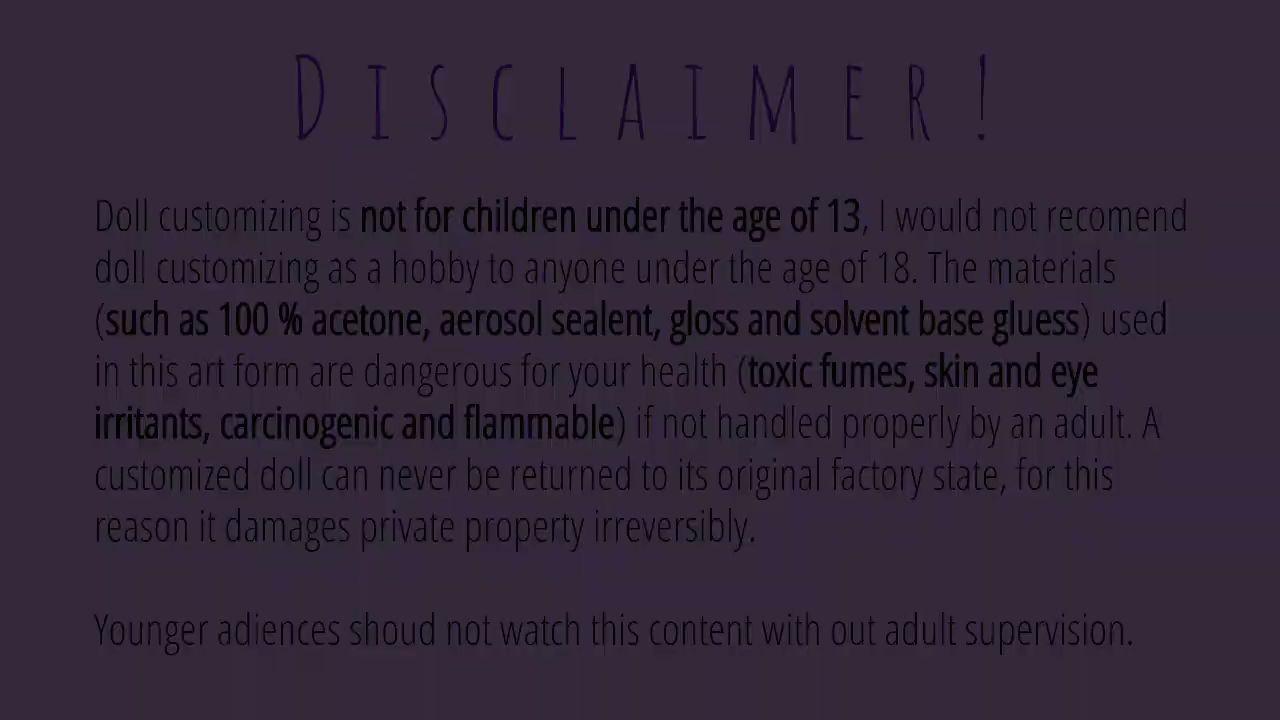 DISCLAIMER!
Doll customizing is not for children under the age of 13, I would not recomend
doll customizing as a hobby to anyone under the age of 18. The materials
(such as 100 % acetone, aerosol sealent, gloss and solvent base gluess) used
in this art form are dangerous for your health (toxic fumes, skin and eye
irritants, carcinogenic and flammable) if not handled properly by an adult. A
customized doll can never be returned to its original factory state, for this
reason it damages private property irreversibly.
Younger adiences shoud not watch this content with out adult supervision.